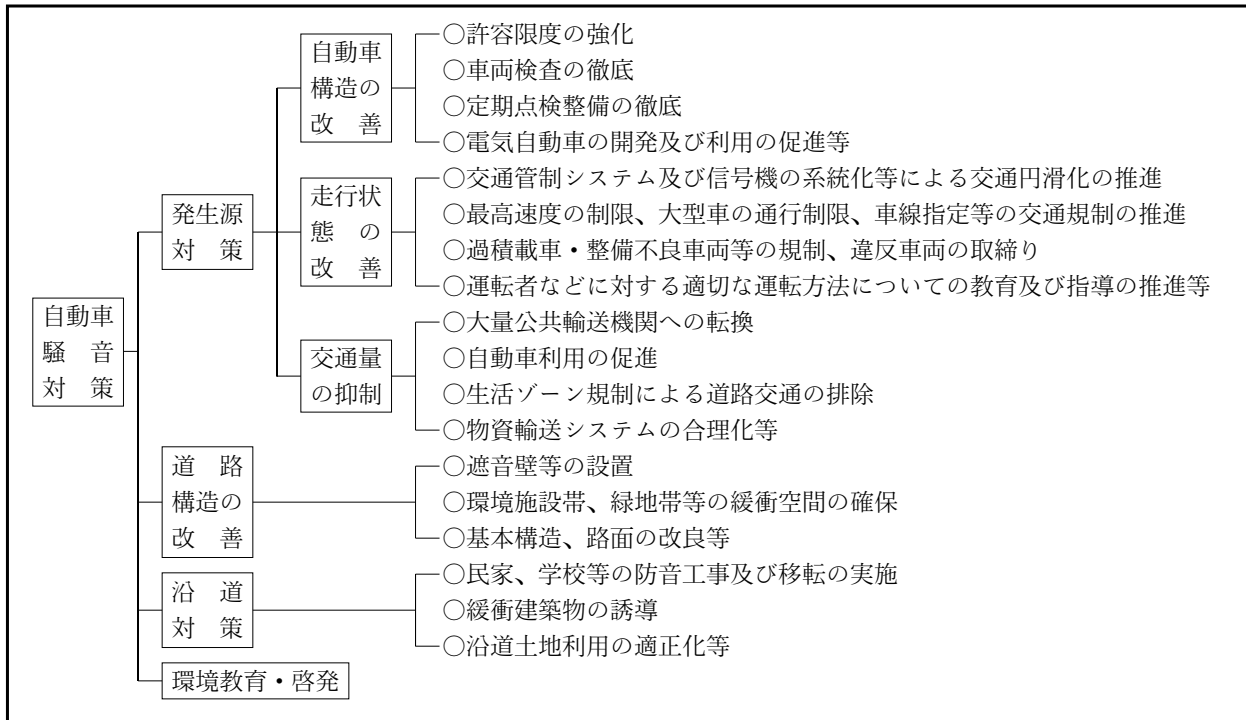 自動車
騒音
対策
発生源
対策
自動車
構造の
改善
○許容限度の強化
○車両検査の徹底
○定期点検整備の徹底
○電気自動車の開発及び利用の促進等
走行状
態の
改善
○交通管制システム及び信号機の系統化等による交通円滑化の推進
○最高速度の制限、大型車の通行制限、車線指定等の交通規制の推進
○過積載車・整備不良車両等の規制、違反車両の取締り
○運転者などに対する適切な運転方法についての教育及び指導の推進等
交通量
の抑制
○大量公共輸送機関への転換
○自動車利用の促進
○生活ゾーン規制による道路交通の排除
○物資輸送システムの合理化等
道路
構造の
改善
○遮音壁等の設置
○環境施設帯、緑地帯等の緩衝空間の確保
○基本構造、路面の改良等
沿道
対策
○民家、学校等の防音工事及び移転の実施
○緩衝建築物の誘導
○沿道土地利用の適正化等
環境教育・啓発